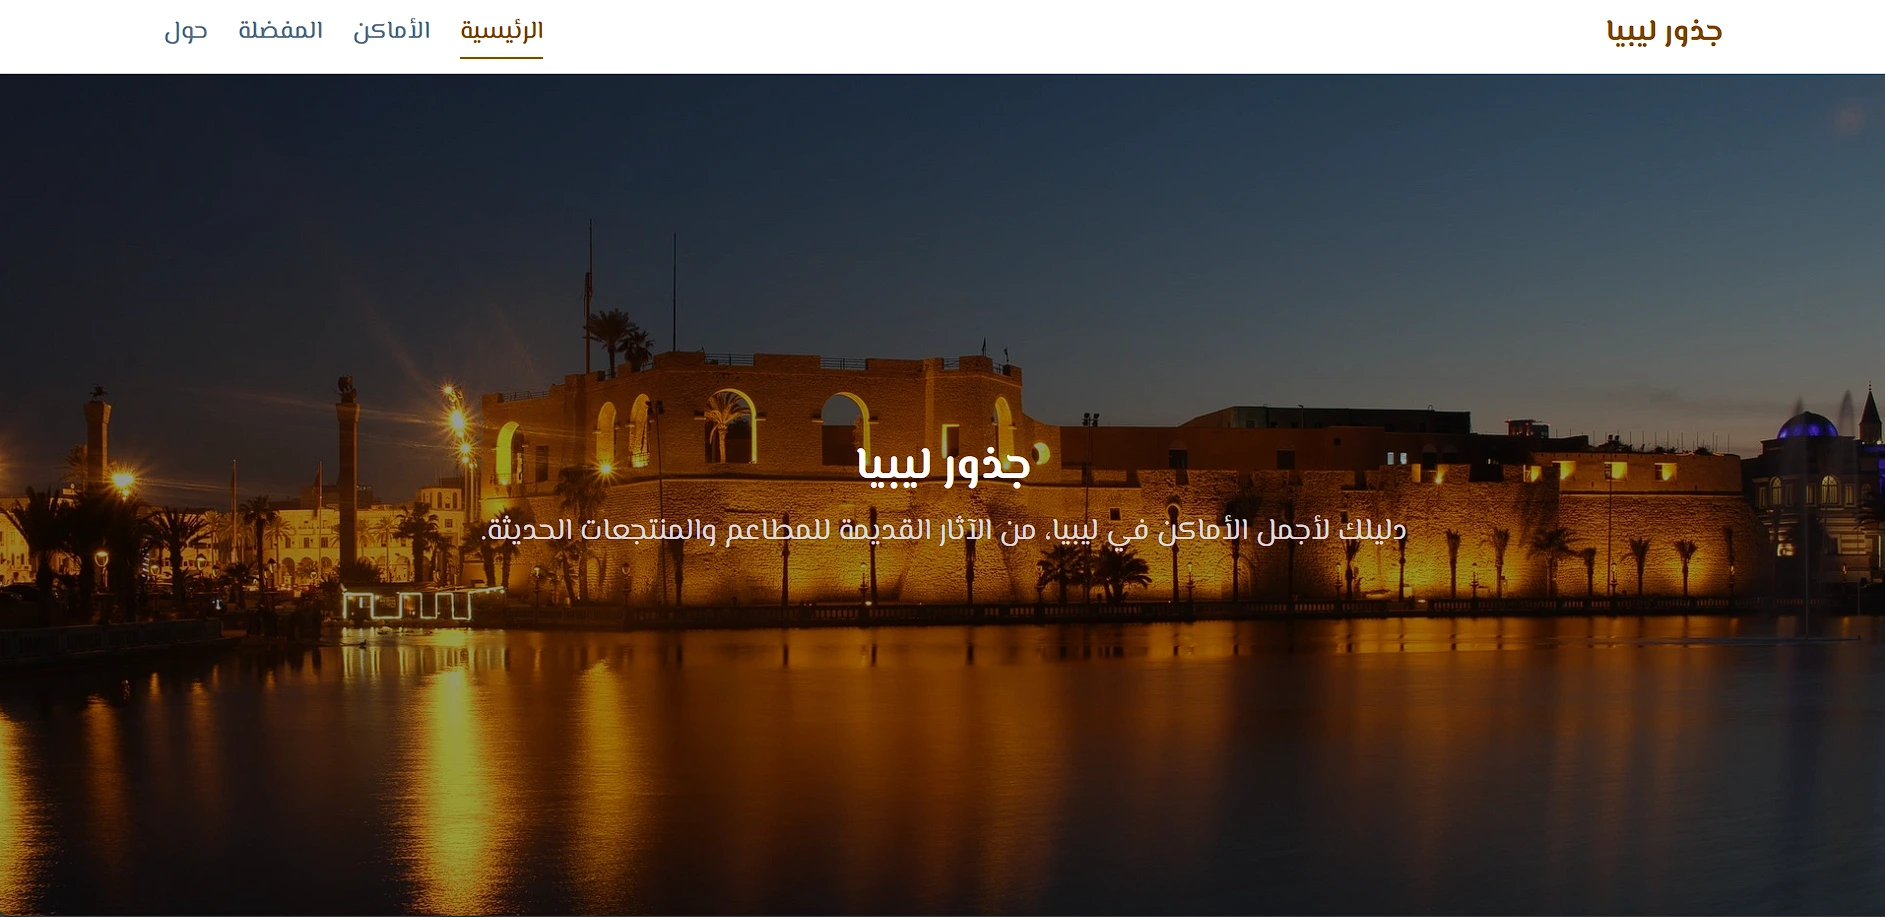 جذور ليبيا
الرئيسية
الأماكن
المفضلة
حول
جذور ليبيا
دليلك لأجمل الأماكن في ليبيا، من الآثار القديمة للمطاعم والمنتجعات الحديثة.